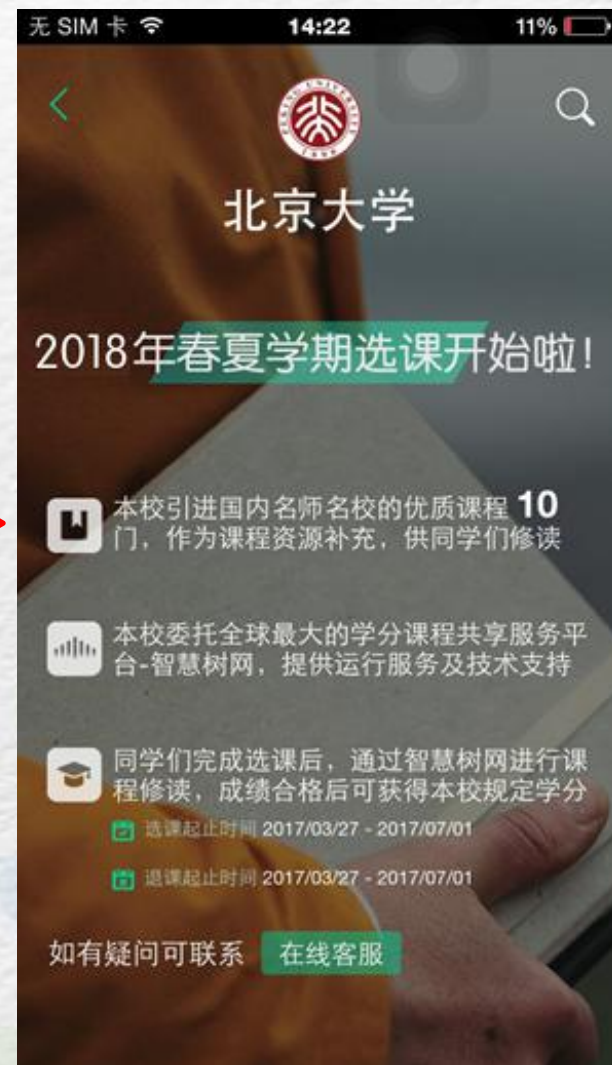 无 SIM 卡
14:22
11%
PEKING UNIVERSITY
1898
北京大学
2018年春夏学期选课开始啦!
本校引进国内名师名校的优质课程 10
门，作为课程资源补充，供同学们修读
本校委托全球最大的学分课程共享服务平
台-智慧树网，提供运行服务及技术支持
同学们完成选课后，通过智慧树网进行课
程修读，成绩合格后可获得本校规定学分
选课起止时间 2017/03/27 - 2017/07/01
退课起止时间 2017/03/27 - 2017/07/01
如有疑问可联系 在线客服